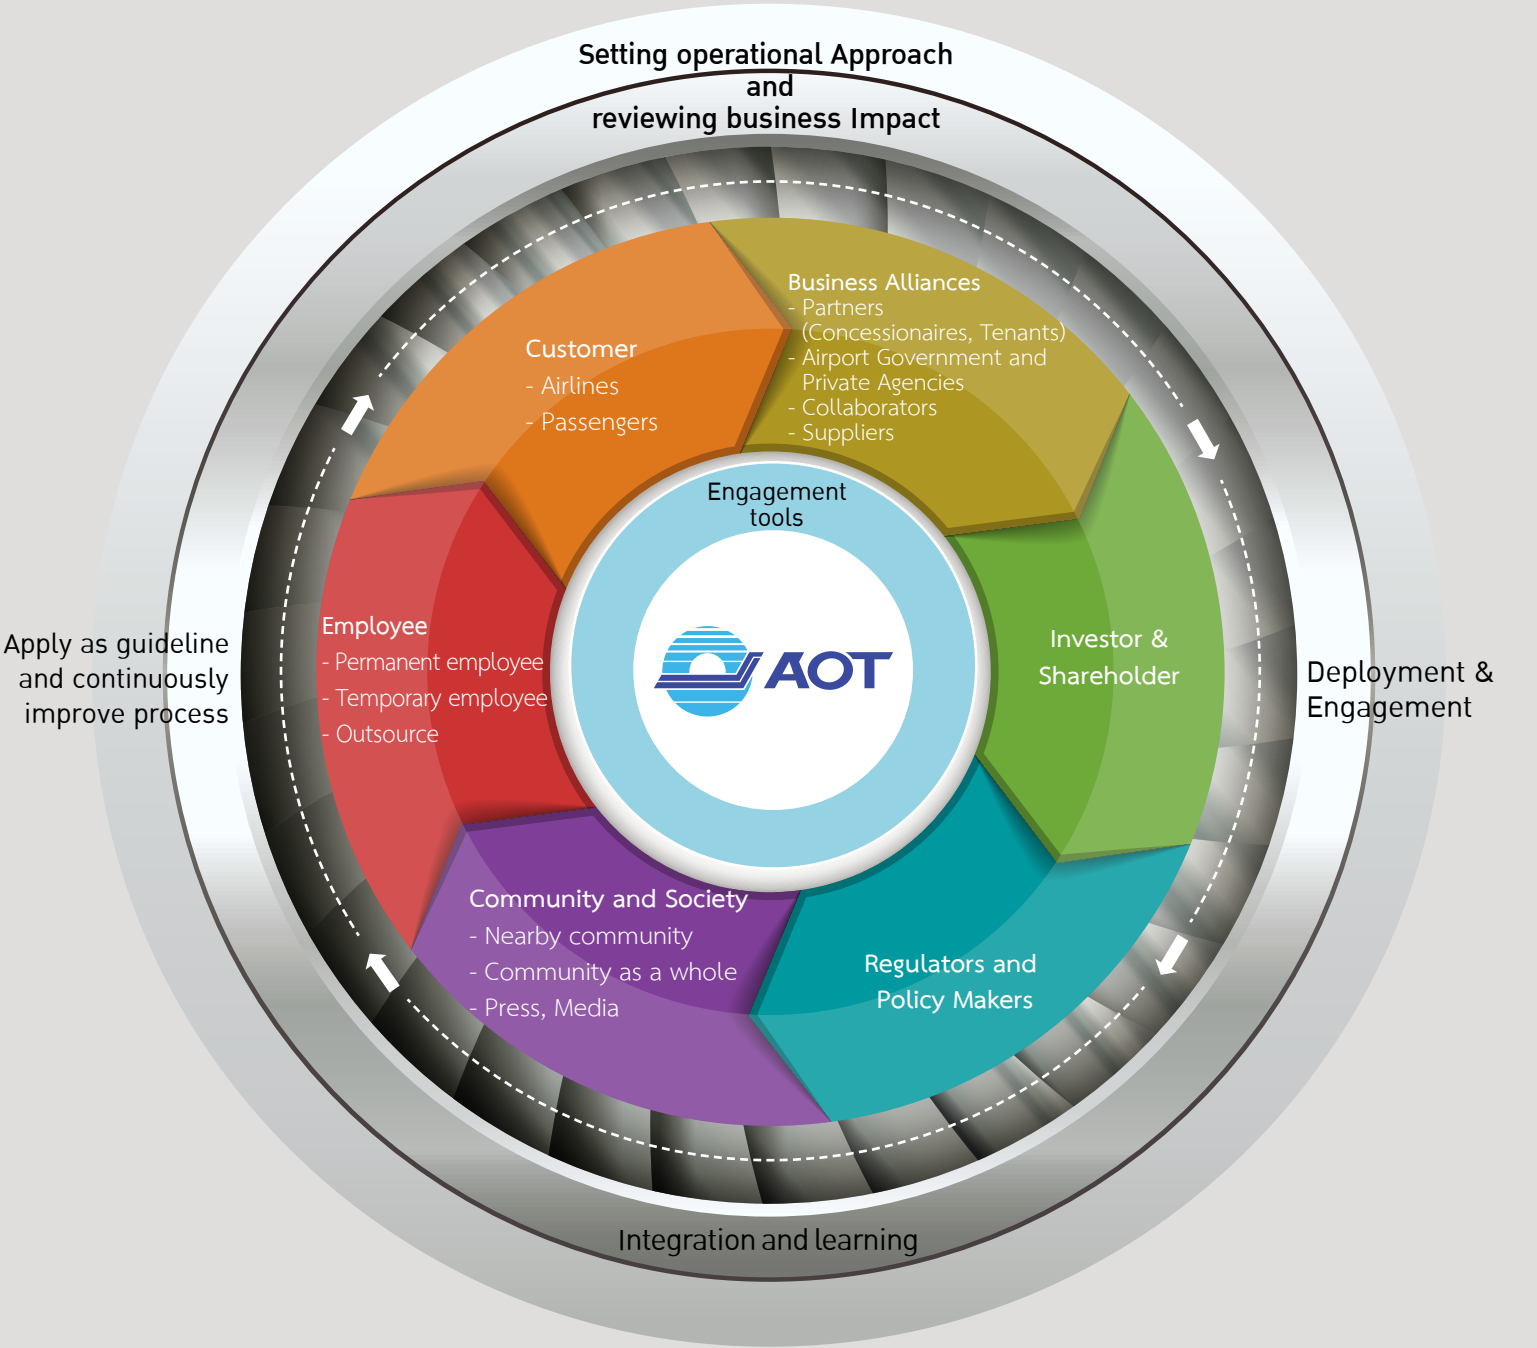 Setting operational Approach
and
reviewing business Impact
Business Alliances
- Partners
(Concessionaires, Tenants)
- Airport Government and
Private Agencies
- Collaborators
- Suppliers
Customer
- Airlines
- Passengers
Engagement
tools
AOT
Investor &
Shareholder
Employee
- Permanent employee
- Temporary employee
- Outsource
Apply as guideline
and continuously
improve process
Deployment &
Engagement
Community and Society
- Nearby community
- Community as a whole
- Press, Media
Regulators and
Policy Makers
Integration and learning